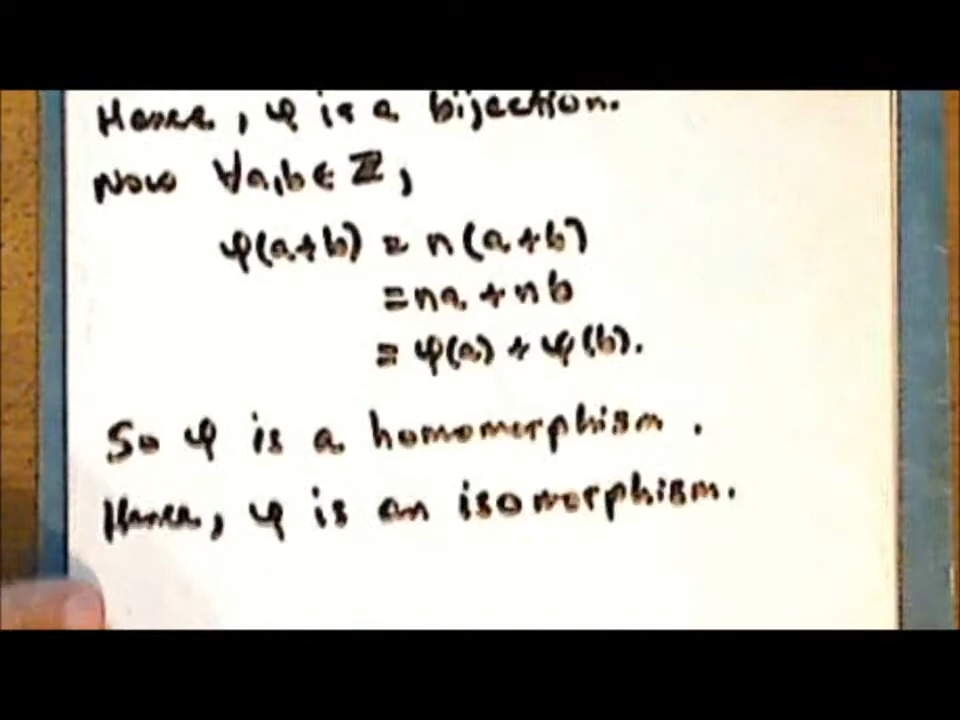 Hence, φ is a bijection.
Now ∀a,b ∈ ℤ,
φ(a+b) = n(a+b)
= na + nb
= φ(a) + φ(b).
So φ is a homomorphism.
Hence, φ is an isomorphism.